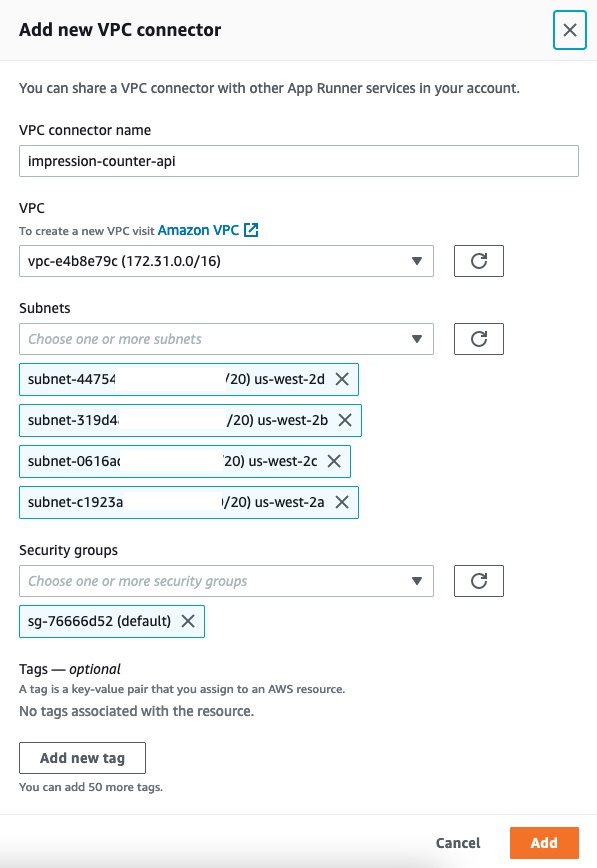 Add new VPC connector
You can share a VPC connector with other App Runner services in your account.
VPC connector name
impression-counter-api
VPC
To create a new VPC visit Amazon VPC
vpc-e4b8e79c (172.31.0.0/16)
Subnets
Choose one or more subnets
subnet-44754 /20) us-west-2d
subnet-319d4 /20) us-west-2b
subnet-0616a 20) us-west-2c
subnet-c1923a /20) us-west-2a
Security groups
Choose one or more security groups
sg-76666d52 (default)
Tags — optional
A tag is a key-value pair that you assign to an AWS resource.
No tags associated with the resource.
Add new tag
You can add 50 more tags.
Cancel Add